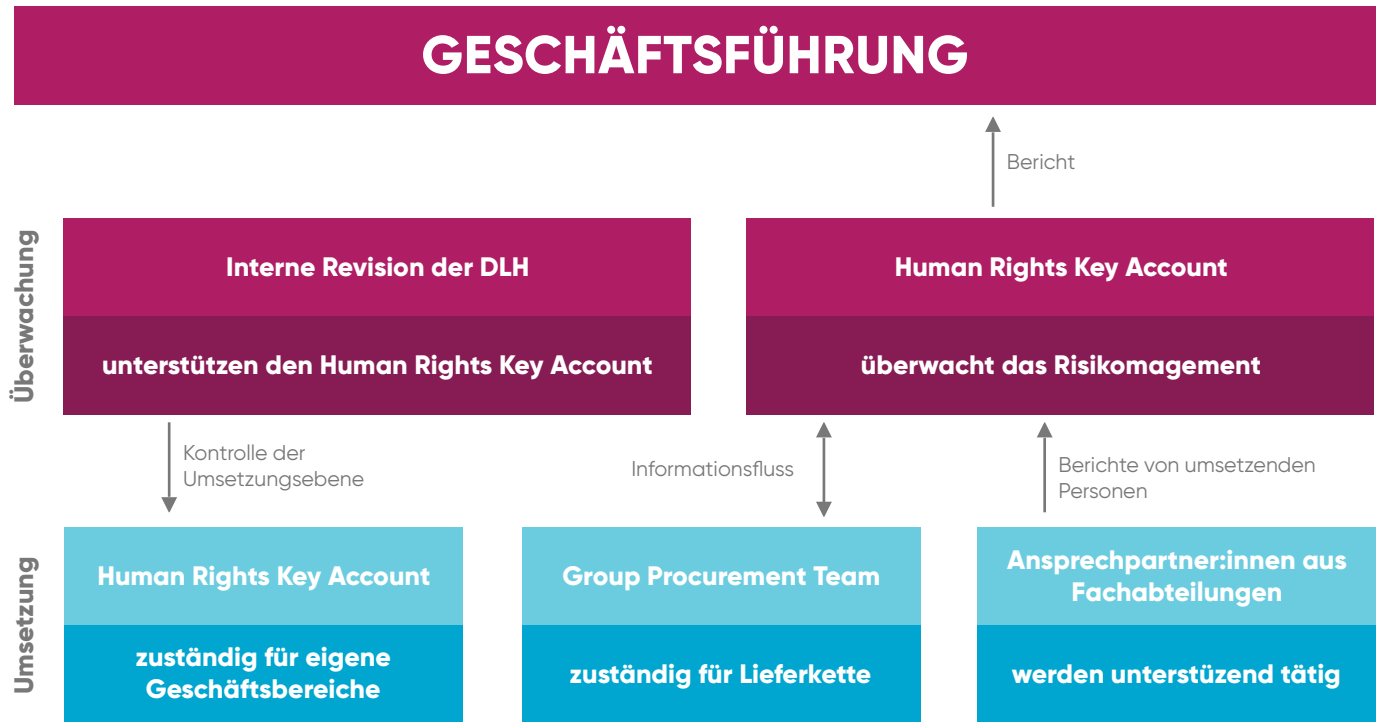 GESCHÄFTSFÜHRUNG
Bericht
Überwachung
Interne Revision der DLH
unterstützen den Human Rights Key Account
Human Rights Key Account
überwacht das Risikomagement
Kontrolle der
Umsetzungsebene
Informationsfluss
Berichte von umsetzenden
Personen
Umsetzung
Human Rights Key Account
zuständig für eigene
Geschäftsbereiche
Group Procurement Team
zuständig für Lieferkette
Ansprechpartner:innen aus
Fachabteilungen
werden unterstüzend tätig